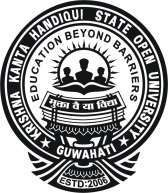 KRISHNA KANTA HANDIQUI STATE OPEN UNIVERSITY
EDUCATION BEYOND BARRIERS
मुक्ता वै या विद्या
GUWAHATI
ESTD:2006